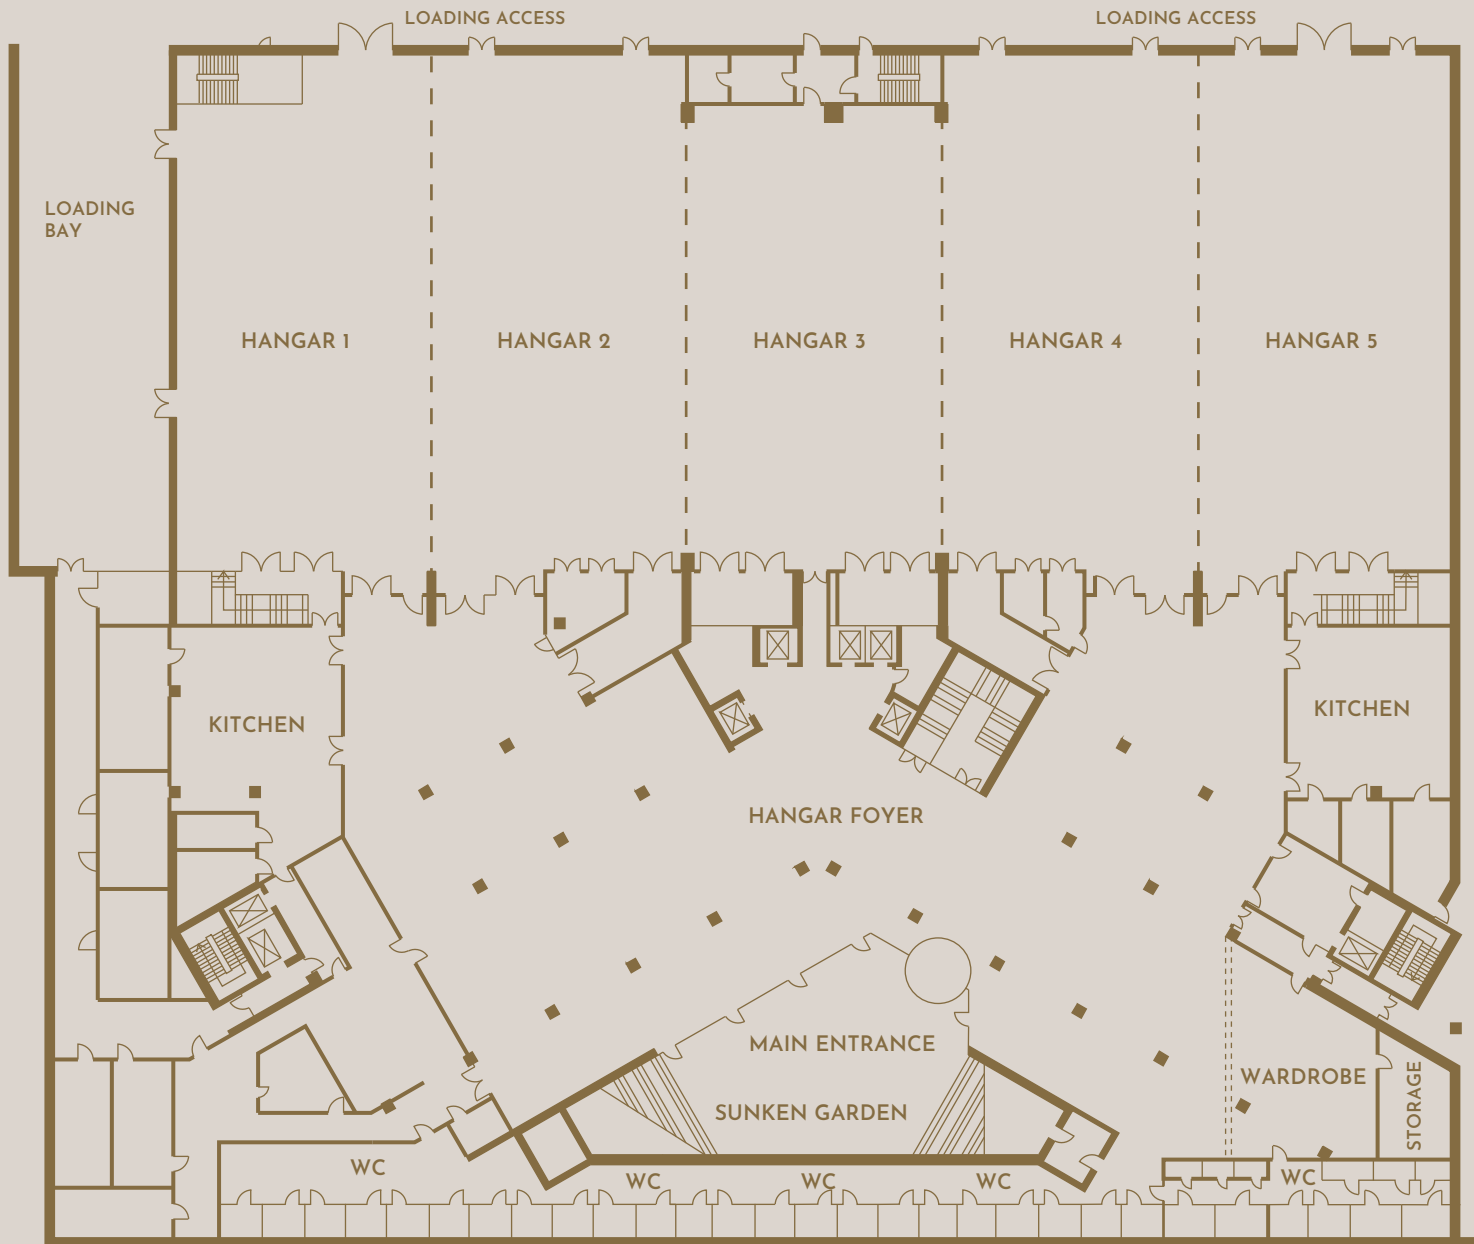 LOADING ACCESS
LOADING ACCESS
LOADING
BAY
HANGAR 1
HANGAR 2
HANGAR 3
HANGAR 4
HANGAR 5
KITCHEN
KITCHEN
HANGAR FOYER
MAIN ENTRANCE
WARDROBE
STORAGE
SUNKEN GARDEN
WC
WC
WC
WC
WC